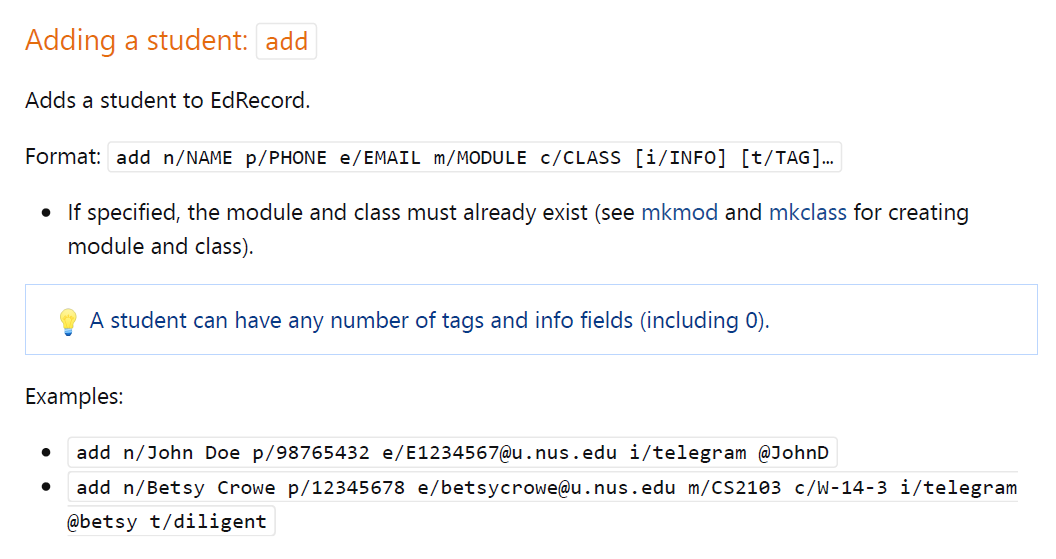 Adding a student: add
Adds a student to EdRecord.
Format: add n/NAME p/PHONE e/EMAIL m/MODULE c/CLASS [i/INFO] [t/TAG]…
• If specified, the module and class must already exist (see mkmod and mkclass for creating
module and class).
💡 A student can have any number of tags and info fields (including 0).
Examples:
• add n/John Doe p/98765432 e/E1234567@u.nus.edu i/telegram @JohnD
• add n/Betsy Crowe p/12345678 e/betsycrowe@u.nus.edu m/CS2103 c/W-14-3 i/telegram
@betsy t/diligent